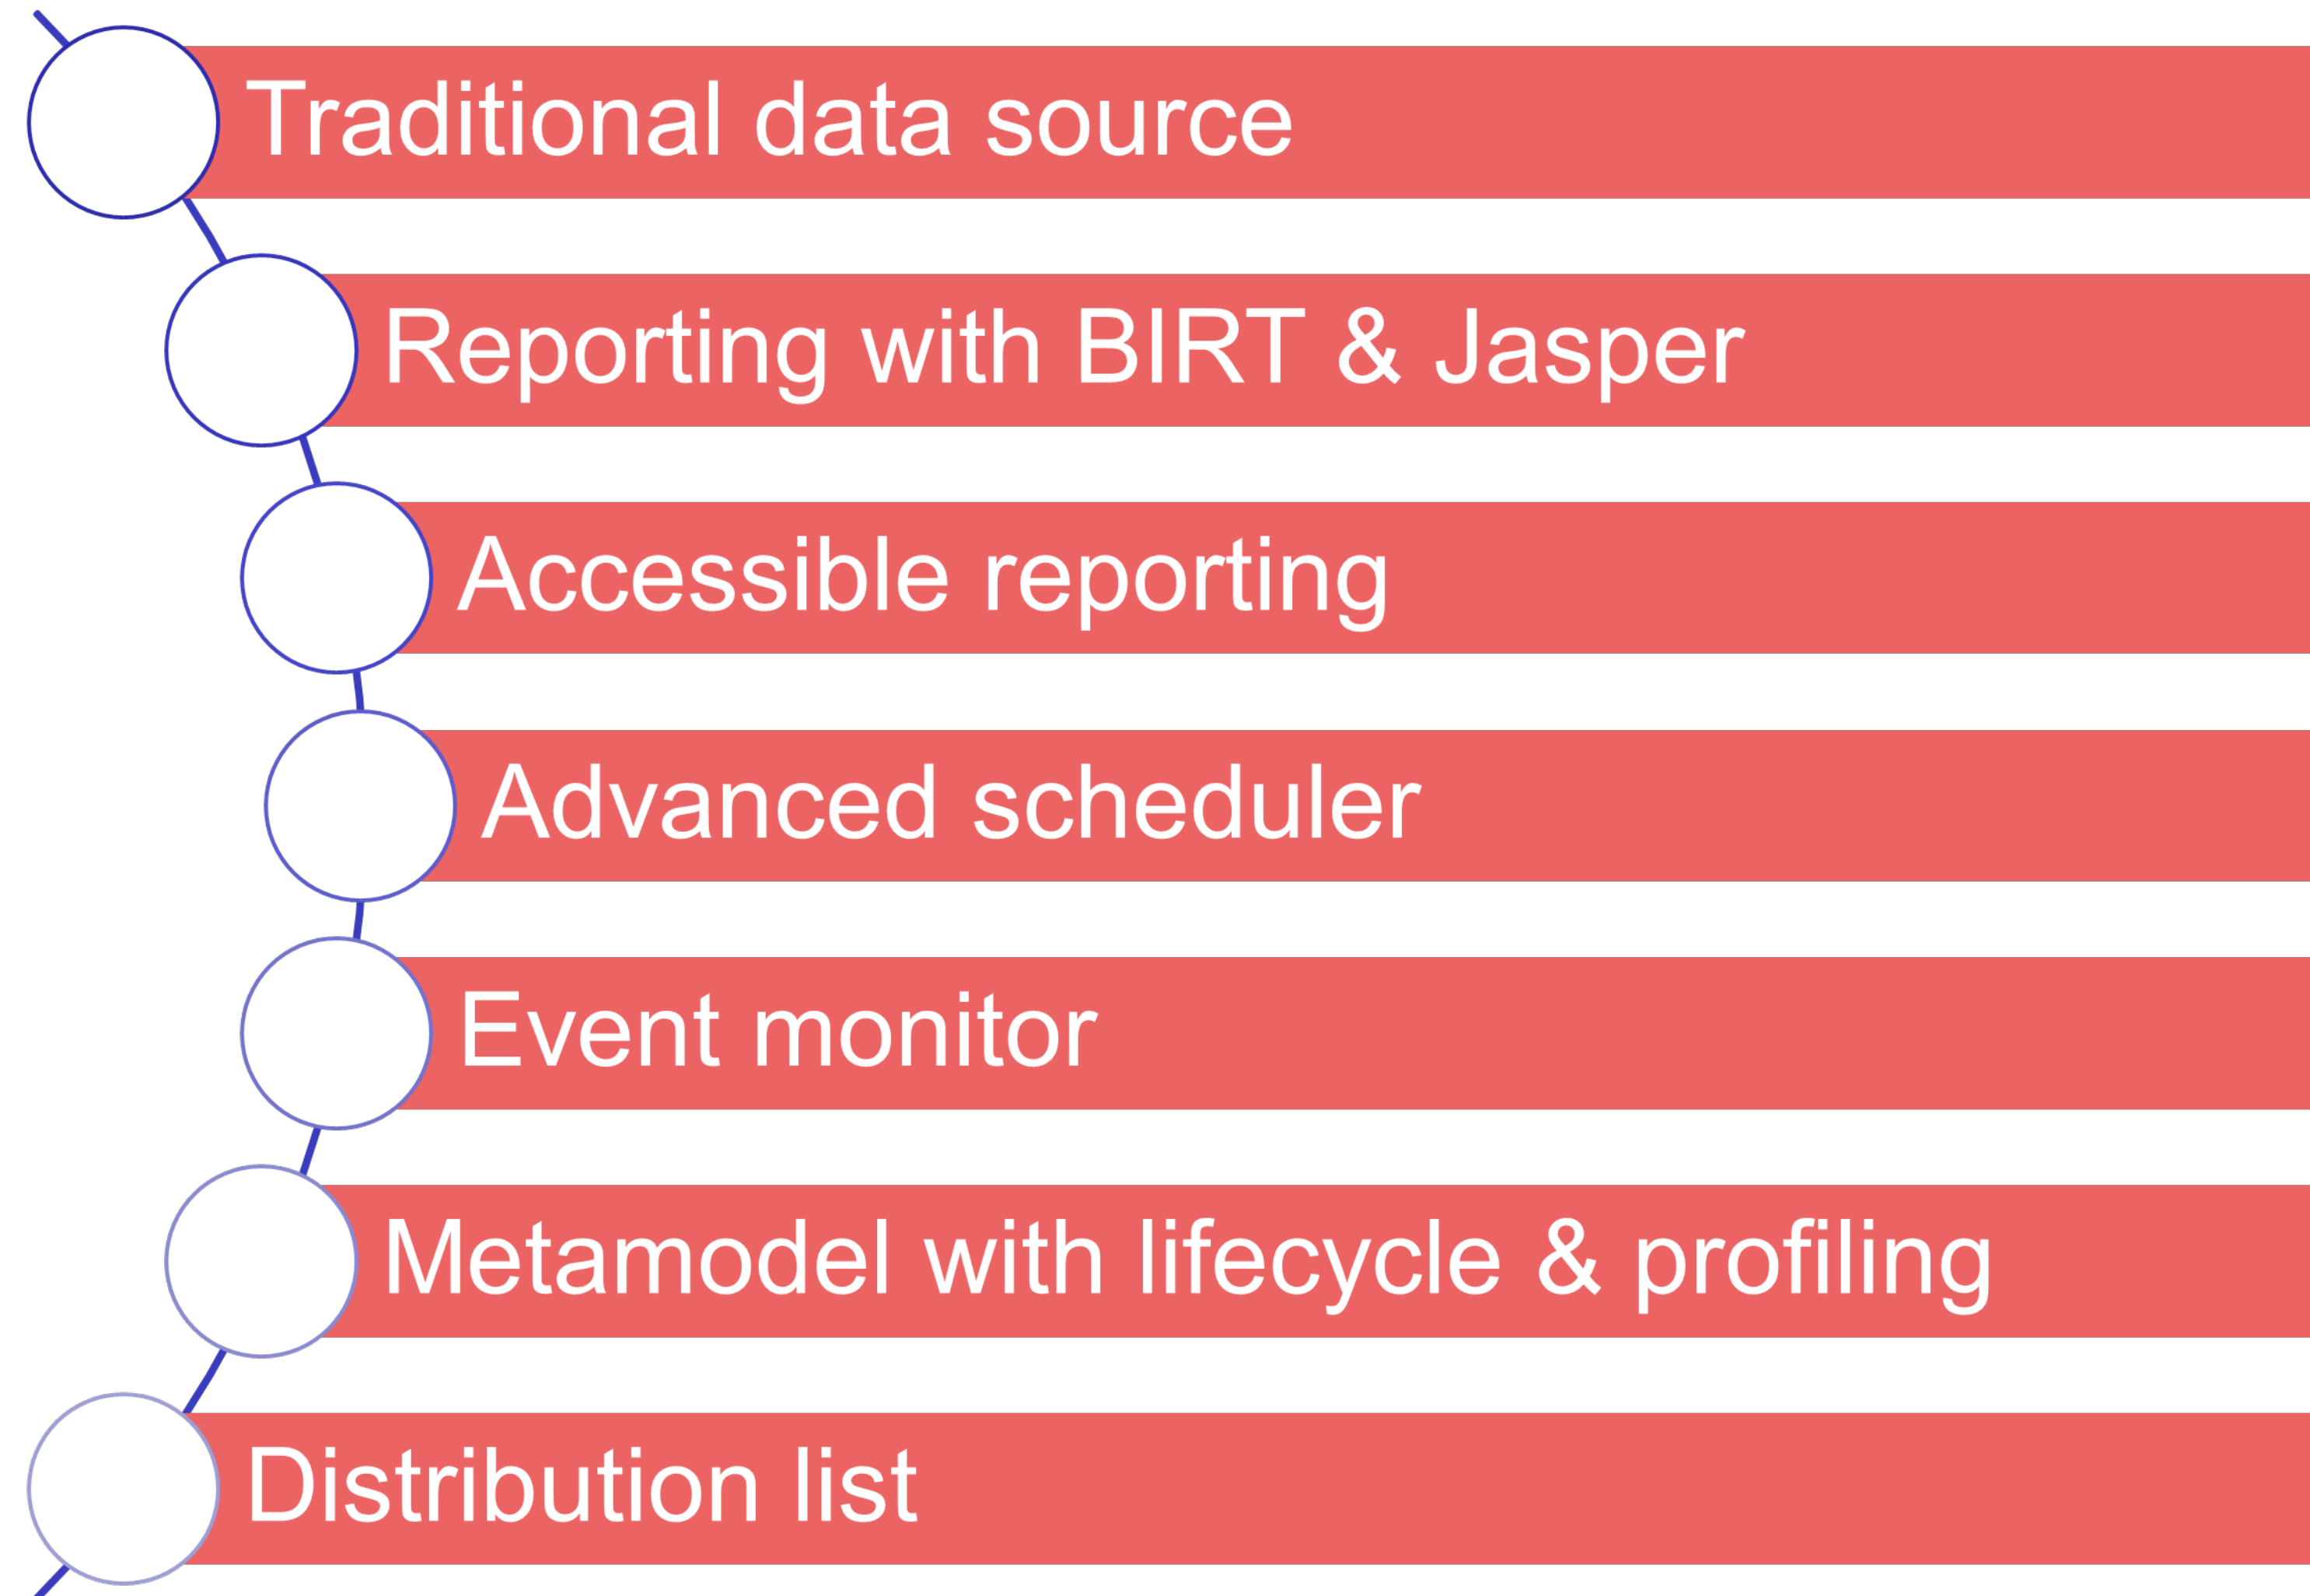 Traditional data source
Reporting with BIRT & Jasper
Accessible reporting
Advanced scheduler
Event monitor
Metamodel with lifecycle & profiling
Distribution list